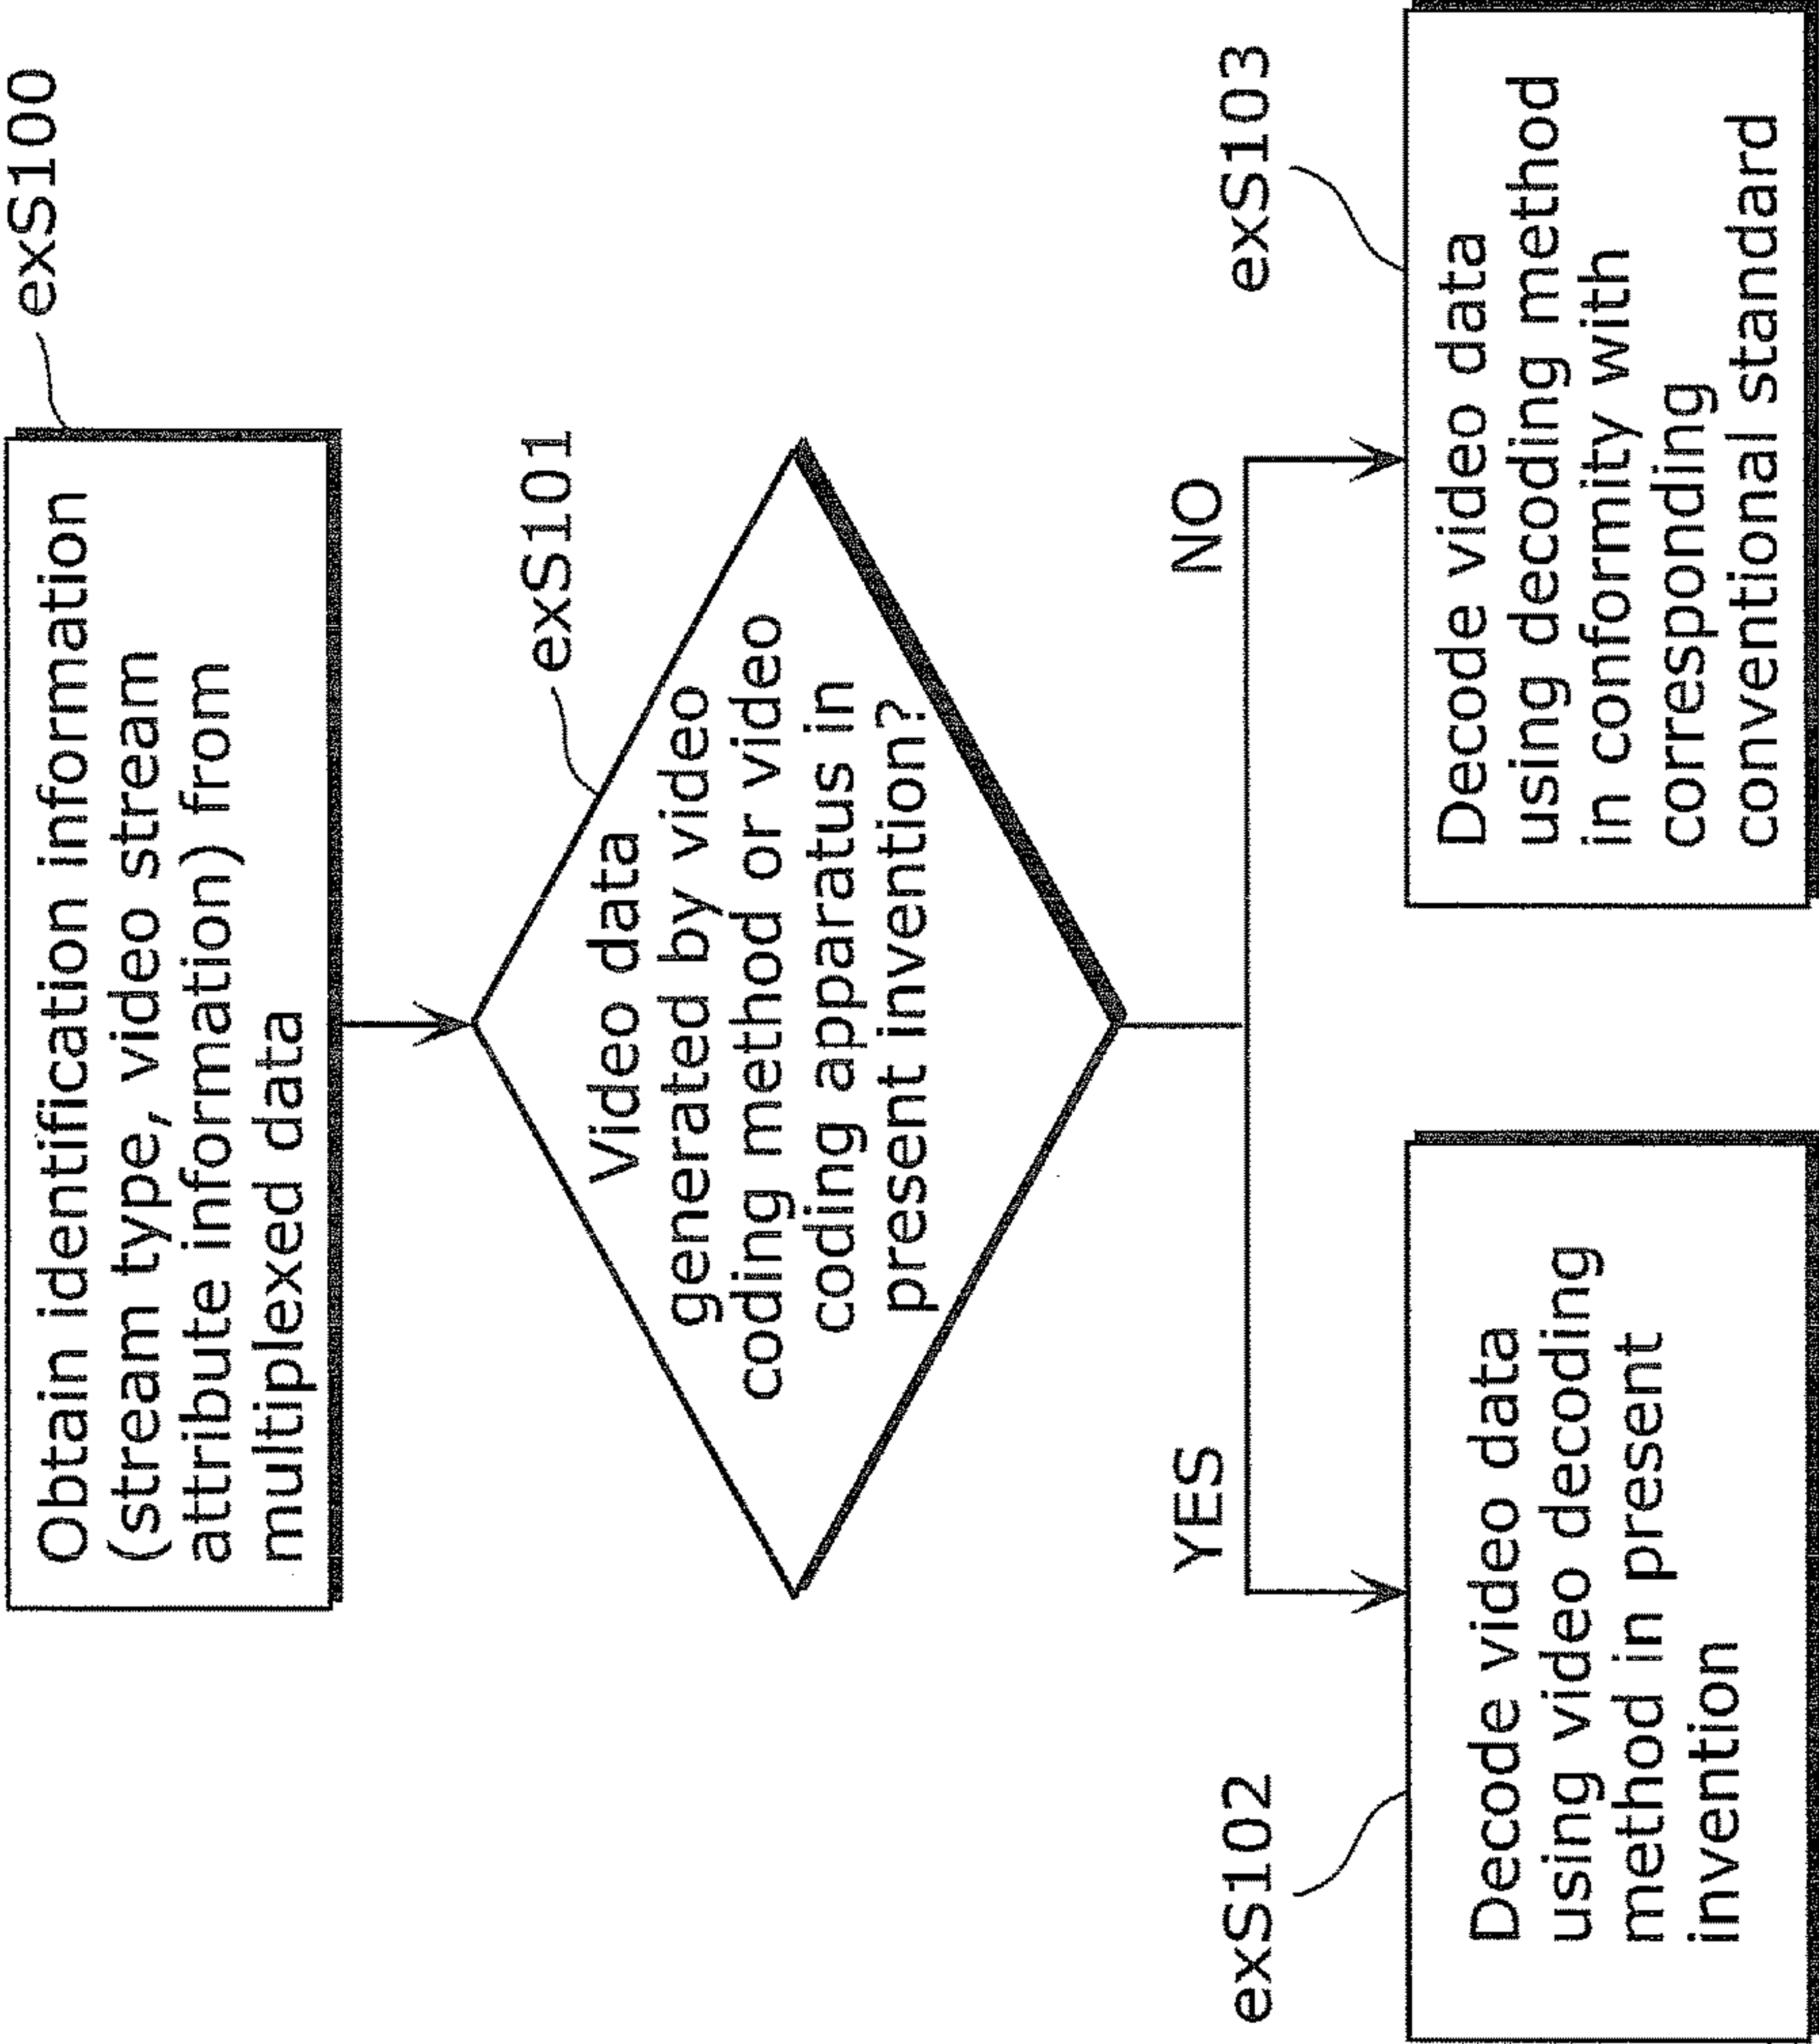 exS100
Obtain identification information
(stream type, video stream
attribute information) from
multiplexed data
exS101
Video data
generated by video
coding method or video
coding apparatus in
present invention?
YES
NO
exS102
exS103
Decode video data
using video decoding
method in present
invention
Decode video data
using decoding method
in conformity with
corresponding
conventional standard